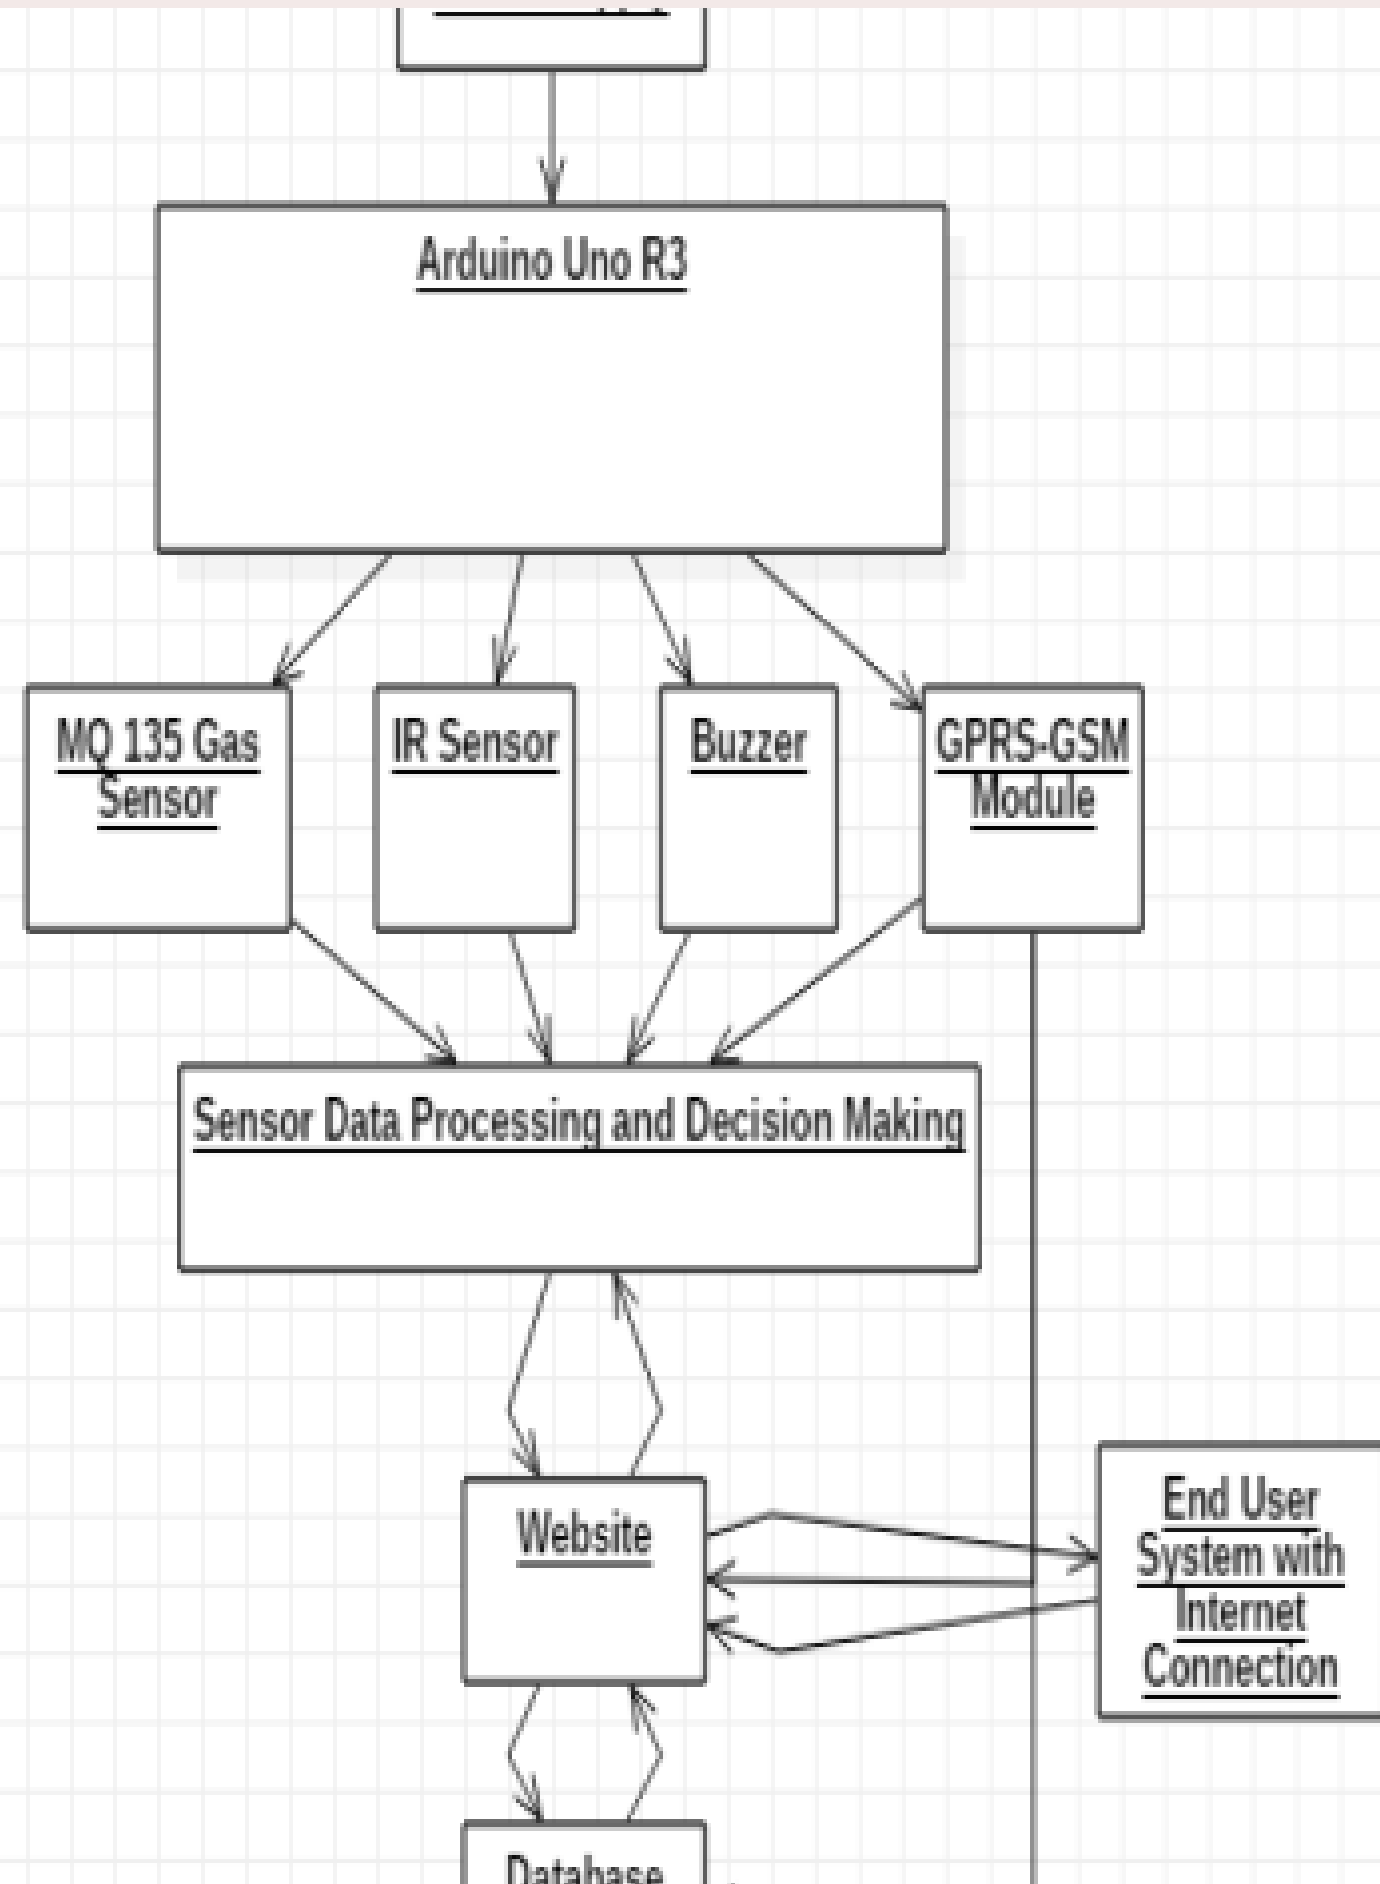 Arduino Uno R3
MQ 135 Gas
Sensor
IR Sensor
Buzzer
GPRS-GSM
Module
Sensor Data Processing and Decision Making
Website
End User
System with
Internet
Connection
Database